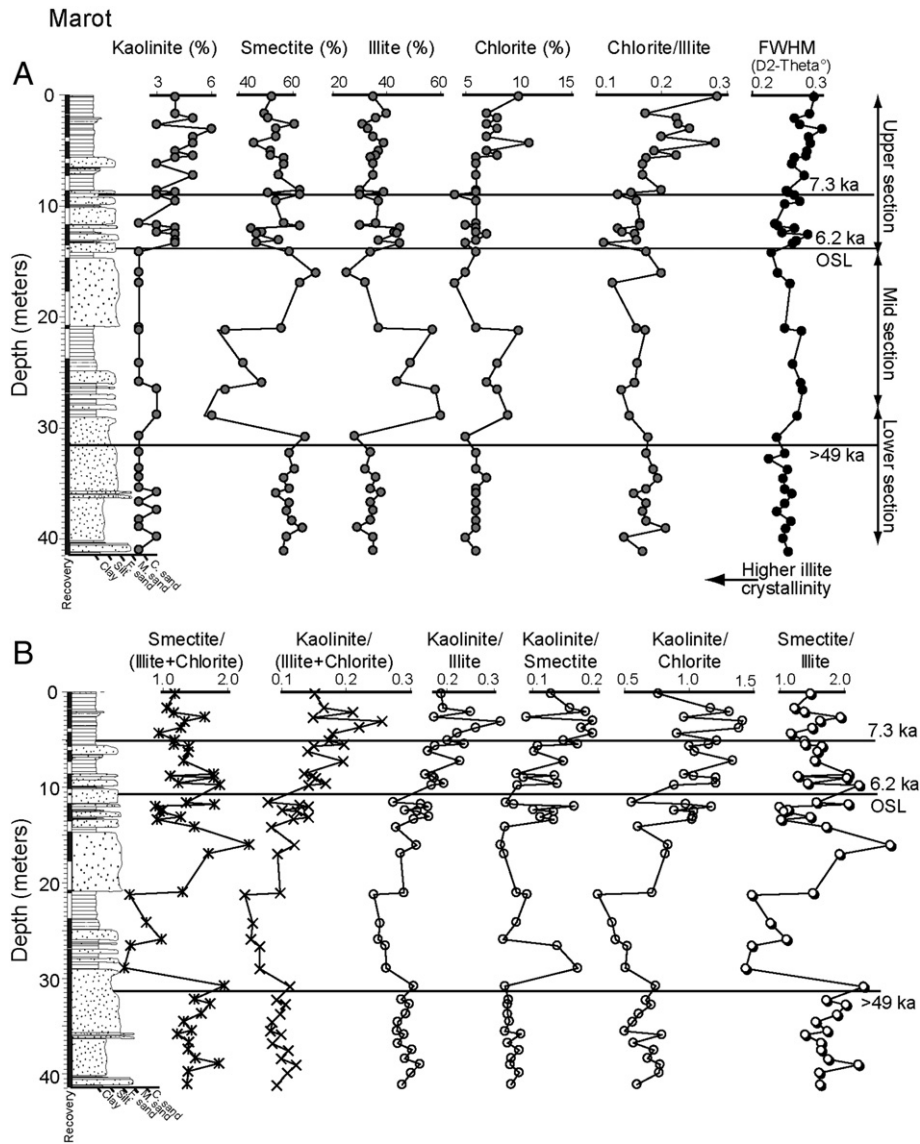 Marot
A
Kaolinite (%) Smectite (%) Illite (%) Chlorite (%) Chlorite/Illite FWHM
(D2-Theta°)
3 6 40 60 20 40 60 5 10 15 0.1 0.2 0.3 0.2 0.3
0
10
20
30
40
Depth (meters)
7.3 ka
6.2 ka
OSL
>49 ka
Upper section
Mid section
Lower section
Recovery
Clay
Silt
F. sand
M. sand
C. sand
Higher illite
crystallinity
B
Smectite/
(Illite+Chlorite)
Kaolinite/
(Illite+Chlorite)
Kaolinite/
Illite
Kaolinite/
Smectite
Kaolinite/
Chlorite
Smectite/
Illite
1.0 2.0 0.1 0.2 0.3 0.2 0.3 0.1 0.2 0.5 1.0 1.5 1.0 2.0
0
10
20
30
40
Depth (meters)
7.3 ka
6.2 ka
OSL
>49 ka
Recovery
Clay
Silt
F. sand
M. sand
C. sand